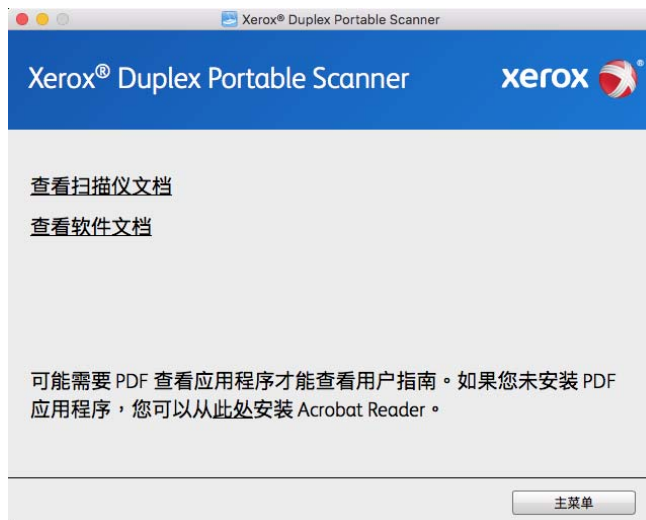 Xerox® Duplex Portable Scanner
Xerox® Duplex Portable Scanner
xerox®
查看扫描仪文档
查看软件文档
可能需要 PDF 查看应用程序才能查看用户指南。如果您未安装 PDF
应用程序，您可以从此处安装 Acrobat Reader。
主菜单